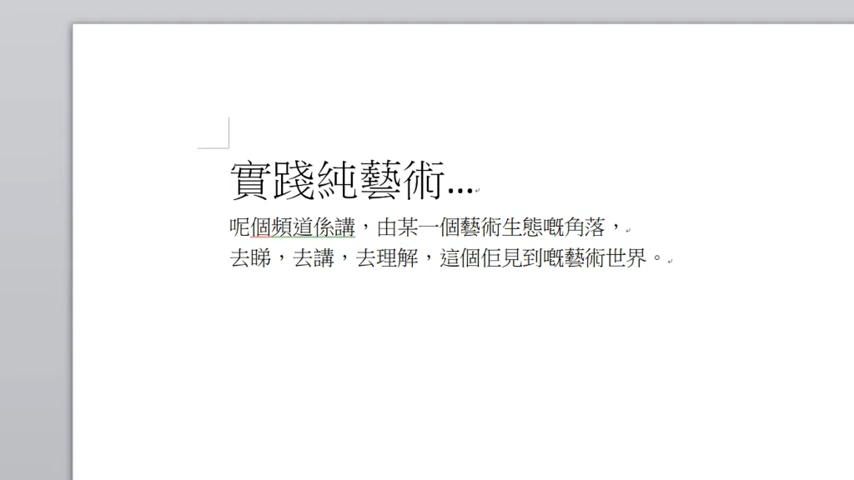 實踐純藝術...
呢個頻道係講，由某一個藝術生態嘅角落，
去睇，去講，去理解，這個佢見到嘅藝術世界。